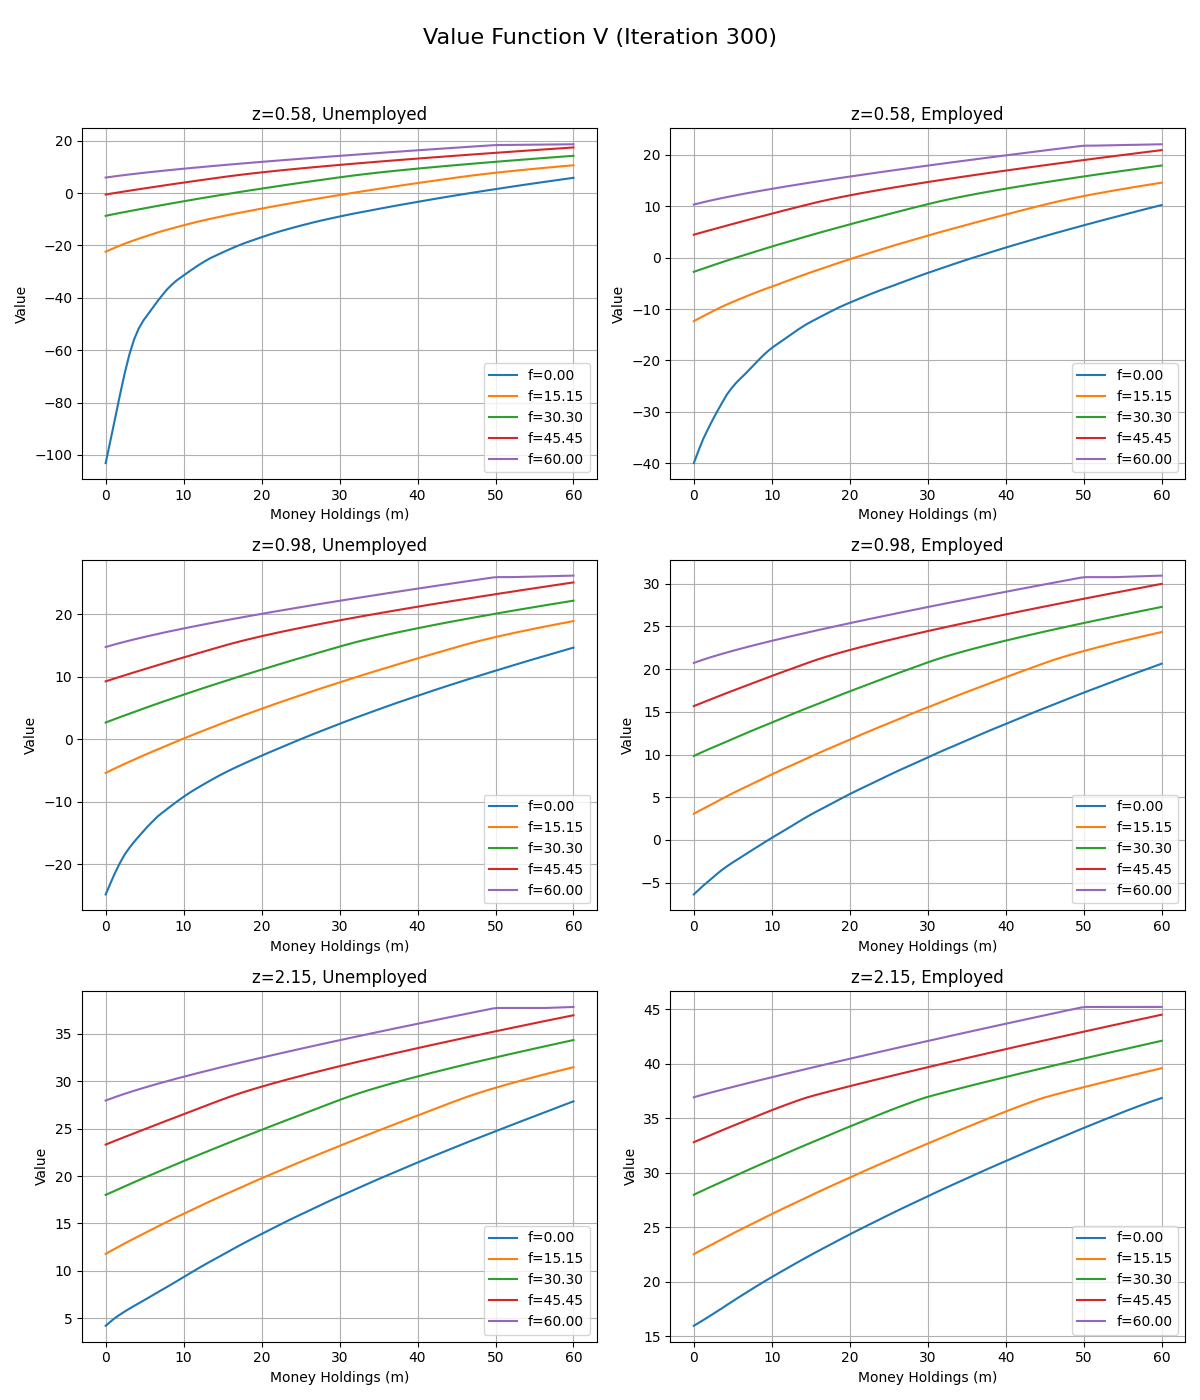 Value Function V (Iteration 300)
z=0.58, Unemployed
20
0
−20
−40
−60
−80
−100
Value
0 10 20 30 40 50 60
Money Holdings (m)
f=0.00
f=15.15
f=30.30
f=45.45
f=60.00
z=0.58, Employed
20
10
0
−10
−20
−30
−40
Value
0 10 20 30 40 50 60
Money Holdings (m)
f=0.00
f=15.15
f=30.30
f=45.45
f=60.00
z=0.98, Unemployed
20
10
0
−10
−20
Value
0 10 20 30 40 50 60
Money Holdings (m)
f=0.00
f=15.15
f=30.30
f=45.45
f=60.00
z=0.98, Employed
30
25
20
15
10
5
0
−5
Value
0 10 20 30 40 50 60
Money Holdings (m)
f=0.00
f=15.15
f=30.30
f=45.45
f=60.00
z=2.15, Unemployed
35
30
25
20
15
10
5
Value
0 10 20 30 40 50 60
Money Holdings (m)
f=0.00
f=15.15
f=30.30
f=45.45
f=60.00
z=2.15, Employed
45
40
35
30
25
20
15
Value
0 10 20 30 40 50 60
Money Holdings (m)
f=0.00
f=15.15
f=30.30
f=45.45
f=60.00